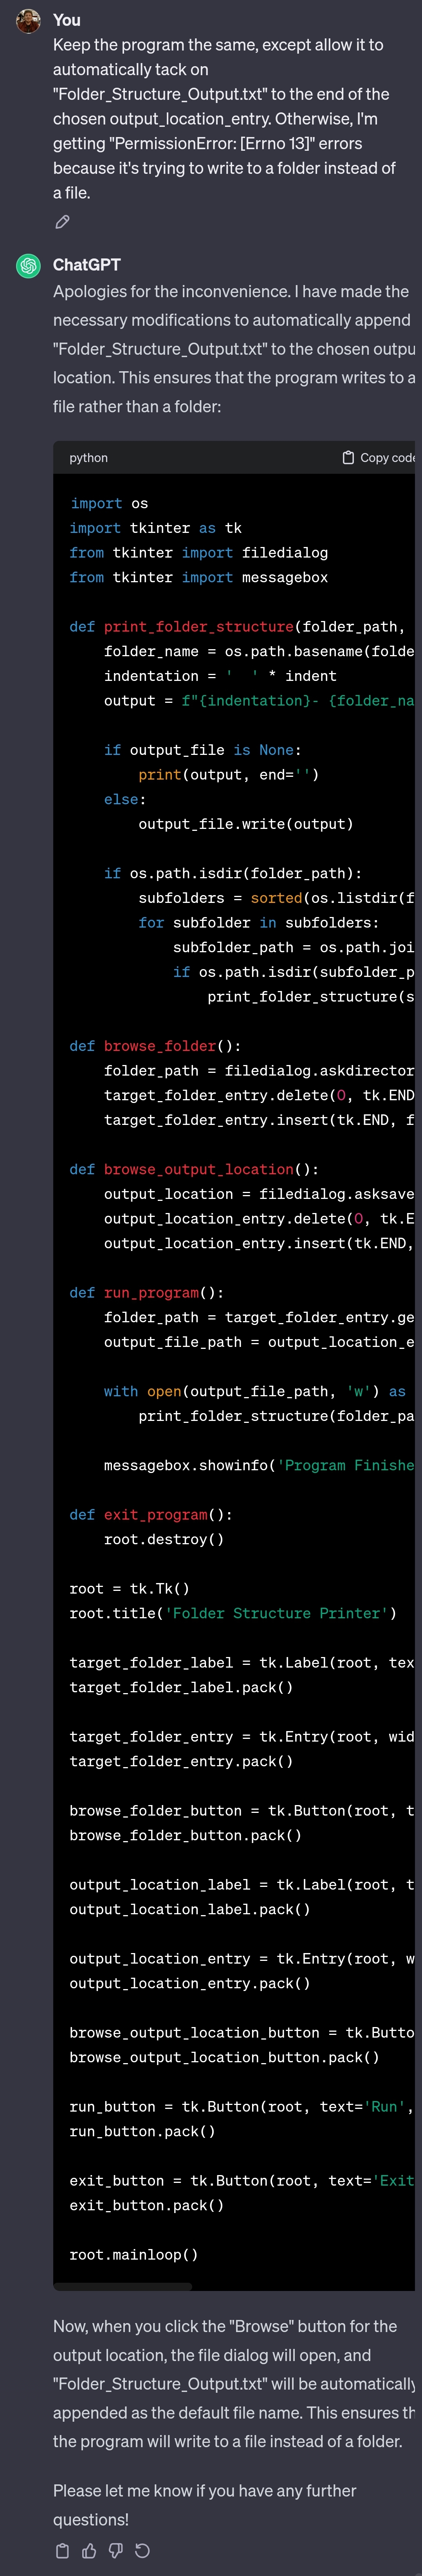 You
Keep the program the same, except allow it to
automatically tack on
"Folder_Structure_Output.txt" to the end of the
chosen output_location_entry. Otherwise, I'm
getting "PermissionError: [Errno 13]" errors
because it's trying to write to a folder instead of
a file.
ChatGPT
Apologies for the inconvenience. I have made the
necessary modifications to automatically append
"Folder_Structure_Output.txt" to the chosen outpu
location. This ensures that the program writes to a
file rather than a folder:
python Copy code
import os
import tkinter as tk
from tkinter import filedialog
from tkinter import messagebox
def print_folder_structure(folder_path,
    folder_name = os.path.basename(folde
    indentation = '  ' * indent
    output = f"{indentation}- {folder_na
    if output_file is None:
        print(output, end='')
    else:
        output_file.write(output)
    if os.path.isdir(folder_path):
        subfolders = sorted(os.listdir(f
        for subfolder in subfolders:
            subfolder_path = os.path.joi
            if os.path.isdir(subfolder_p
                print_folder_structure(s
def browse_folder():
    folder_path = filedialog.askdirector
    target_folder_entry.delete(0, tk.END
    target_folder_entry.insert(tk.END, f
def browse_output_location():
    output_location = filedialog.asksave
    output_location_entry.delete(0, tk.E
    output_location_entry.insert(tk.END,
def run_program():
    folder_path = target_folder_entry.ge
    output_file_path = output_location_e
    with open(output_file_path, 'w') as
        print_folder_structure(folder_pa
    messagebox.showinfo('Program Finishe
def exit_program():
    root.destroy()
root = tk.Tk()
root.title('Folder Structure Printer')
target_folder_label = tk.Label(root, tex
target_folder_label.pack()
target_folder_entry = tk.Entry(root, wid
target_folder_entry.pack()
browse_folder_button = tk.Button(root, t
browse_folder_button.pack()
output_location_label = tk.Label(root, t
output_location_label.pack()
output_location_entry = tk.Entry(root, w
output_location_entry.pack()
browse_output_location_button = tk.Butto
browse_output_location_button.pack()
run_button = tk.Button(root, text='Run',
run_button.pack()
exit_button = tk.Button(root, text='Exit
exit_button.pack()
root.mainloop()
Now, when you click the "Browse" button for the
output location, the file dialog will open, and
"Folder_Structure_Output.txt" will be automatically
appended as the default file name. This ensures th
the program will write to a file instead of a folder.
Please let me know if you have any further
questions!